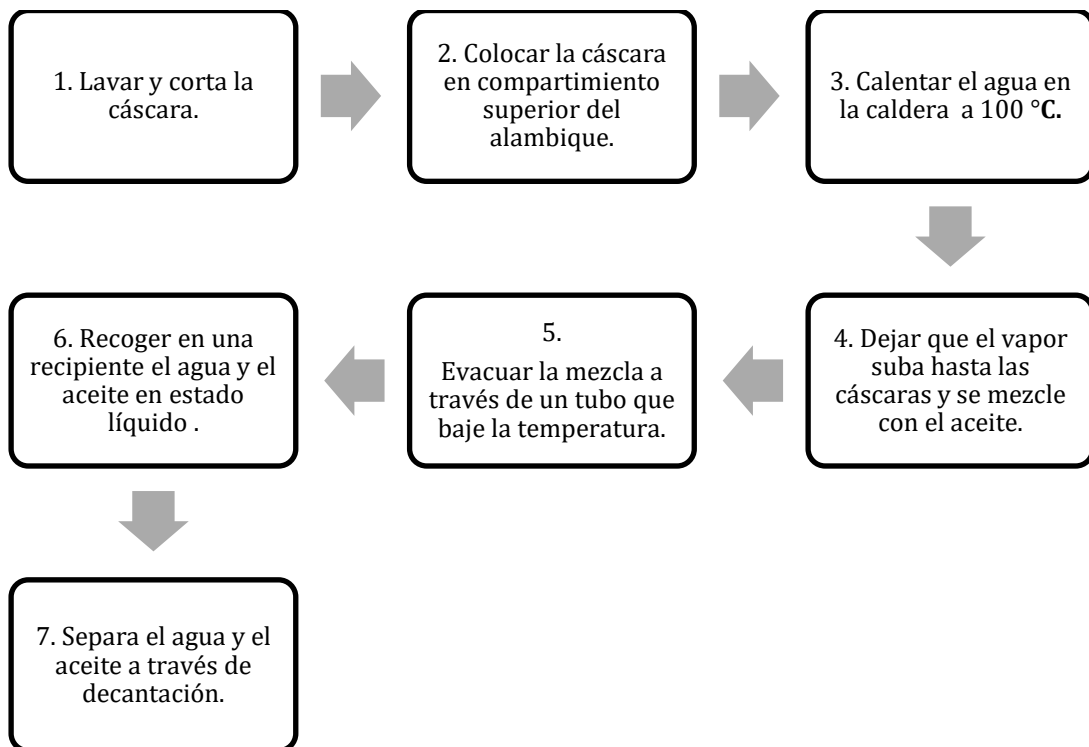 1. Lavar y corta la
cáscara.
2. Colocar la cáscara
en compartimiento
superior del
alambique.
3. Calentar el agua en
la caldera a 100 °C.
4. Dejar que el vapor
suba hasta las
cáscaras y se mezcle
con el aceite.
5.
Evacuar la mezcla a
través de un tubo que
baje la temperatura.
6. Recoger en una
recipiente el agua y el
aceite en estado
líquido .
7. Separa el agua y el
aceite a través de
decantación.